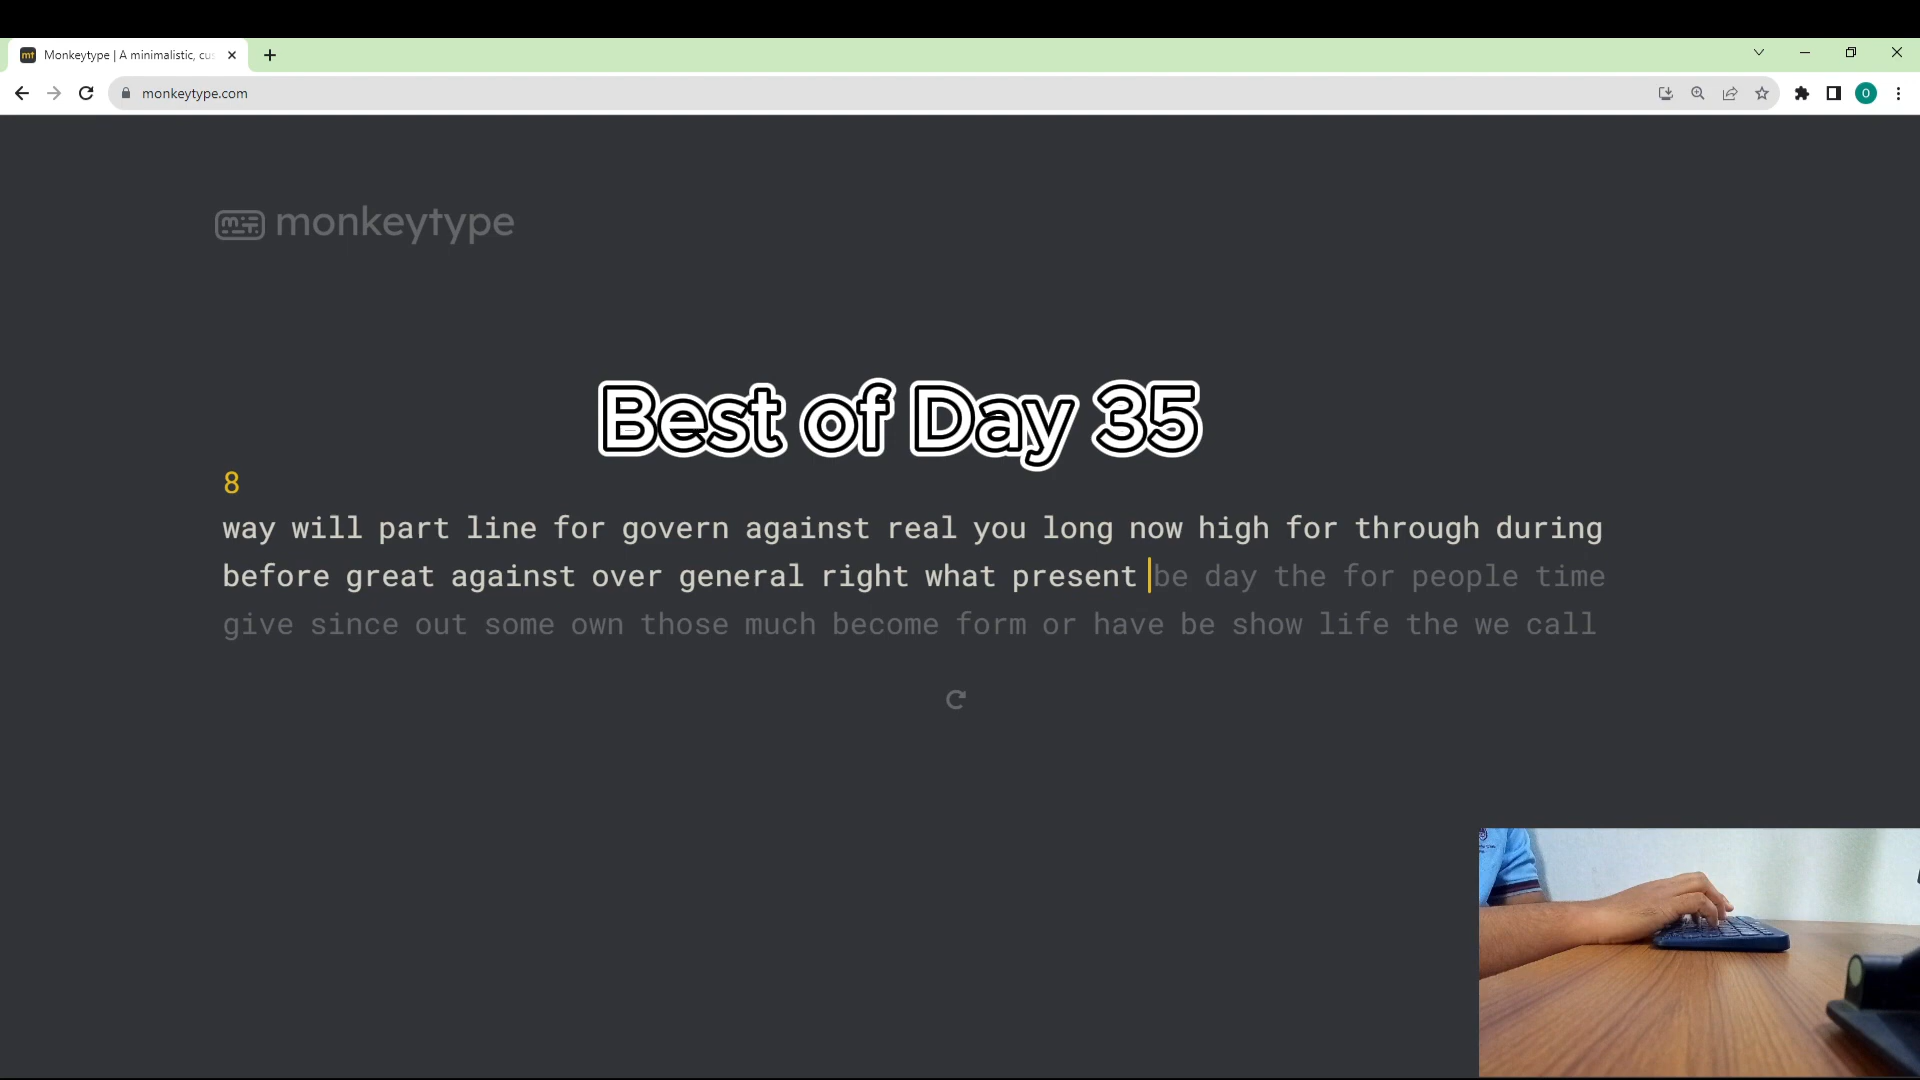 mt Monkeytype | A minimalistic, cus
monkeytype.com
O
monkeytype
Best of Day 35
8
way will part line for govern against real you long now high for through during
before great against over general right what present be day the for people time
give since out some own those much become form or have be show life the we call